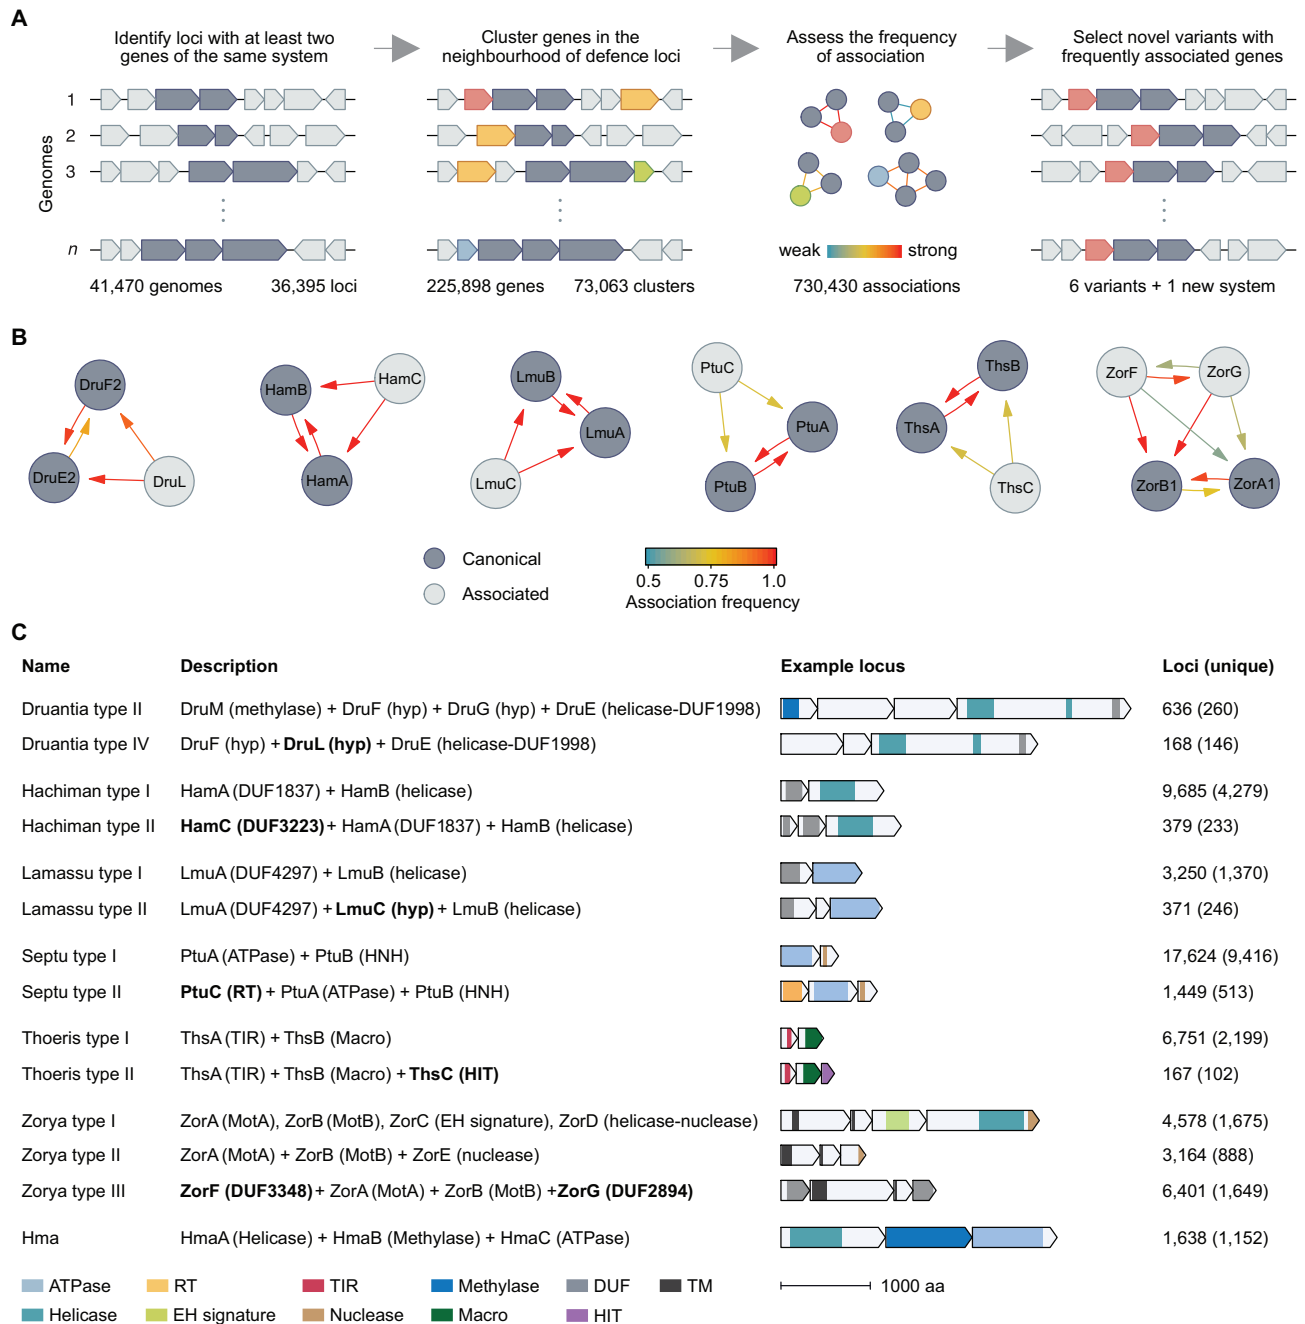 A
Identify loci with at least two
genes of the same system
Cluster genes in the
neighbourhood of defence loci
Assess the frequency
of association
Select novel variants with
frequently associated genes
Genomes
1
2
3
n
weak strong
41,470 genomes 36,395 loci
225,898 genes 73,063 clusters
730,430 associations
6 variants + 1 new system
B
DruF2
DruE2
DruL
HamB
HamC
HamA
LmuB
LmuA
LmuC
PtuC
PtuA
PtuB
ThsB
ThsA
ThsC
ZorF
ZorG
ZorB1
ZorA1
Canonical
Associated
0.5 0.75 1.0
Association frequency
C
Name Description Example locus Loci (unique)
Druantia type II DruM (methylase) + DruF (hyp) + DruG (hyp) + DruE (helicase-DUF1998) 636 (260)
Druantia type IV DruF (hyp) + DruL (hyp) + DruE (helicase-DUF1998) 168 (146)
Hachiman type I HamA (DUF1837) + HamB (helicase) 9,685 (4,279)
Hachiman type II HamC (DUF3223) + HamA (DUF1837) + HamB (helicase) 379 (233)
Lamassu type I LmuA (DUF4297) + LmuB (helicase) 3,250 (1,370)
Lamassu type II LmuA (DUF4297) + LmuC (hyp) + LmuB (helicase) 371 (246)
Septu type I PtuA (ATPase) + PtuB (HNH) 17,624 (9,416)
Septu type II PtuC (RT) + PtuA (ATPase) + PtuB (HNH) 1,449 (513)
Thoeris type I ThsA (TIR) + ThsB (Macro) 6,751 (2,199)
Thoeris type II ThsA (TIR) + ThsB (Macro) + ThsC (HIT) 167 (102)
Zorya type I ZorA (MotA), ZorB (MotB), ZorC (EH signature), ZorD (helicase-nuclease) 4,578 (1,675)
Zorya type II ZorA (MotA) + ZorB (MotB) + ZorE (nuclease) 3,164 (888)
Zorya type III ZorF (DUF3348) + ZorA (MotA) + ZorB (MotB) + ZorG (DUF2894) 6,401 (1,649)
Hma HmaA (Helicase) + HmaB (Methylase) + HmaC (ATPase) 1,638 (1,152)
ATPase RT TIR Methylase DUF TM 1000 aa
Helicase EH signature Nuclease Macro HIT